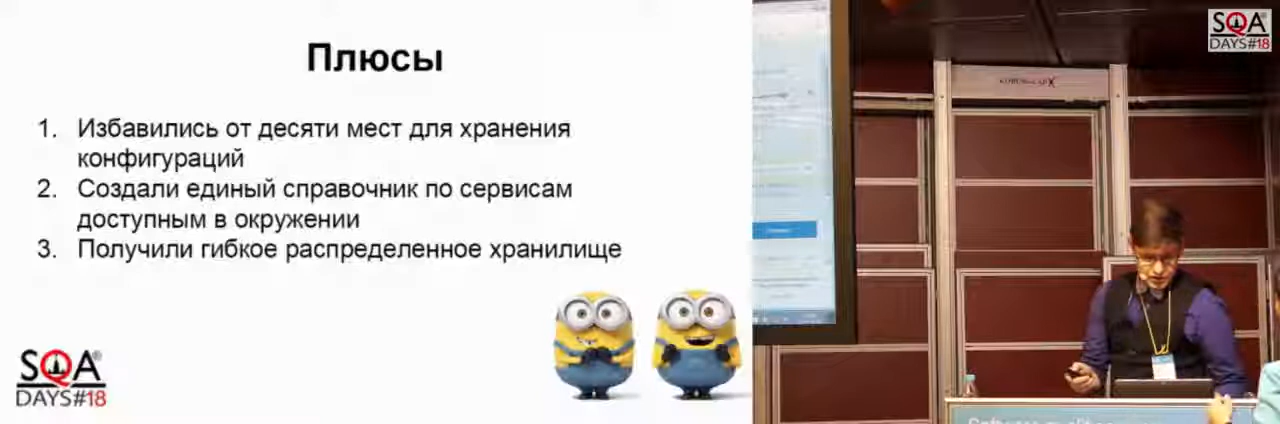 Плюсы
1. Избавились от десяти мест для хранения
конфигураций
2. Создали единый справочник по сервисам
доступным в окружении
3. Получили гибкое распределенное хранилище
SQA
DAYS#18
SQA
DAYS#18